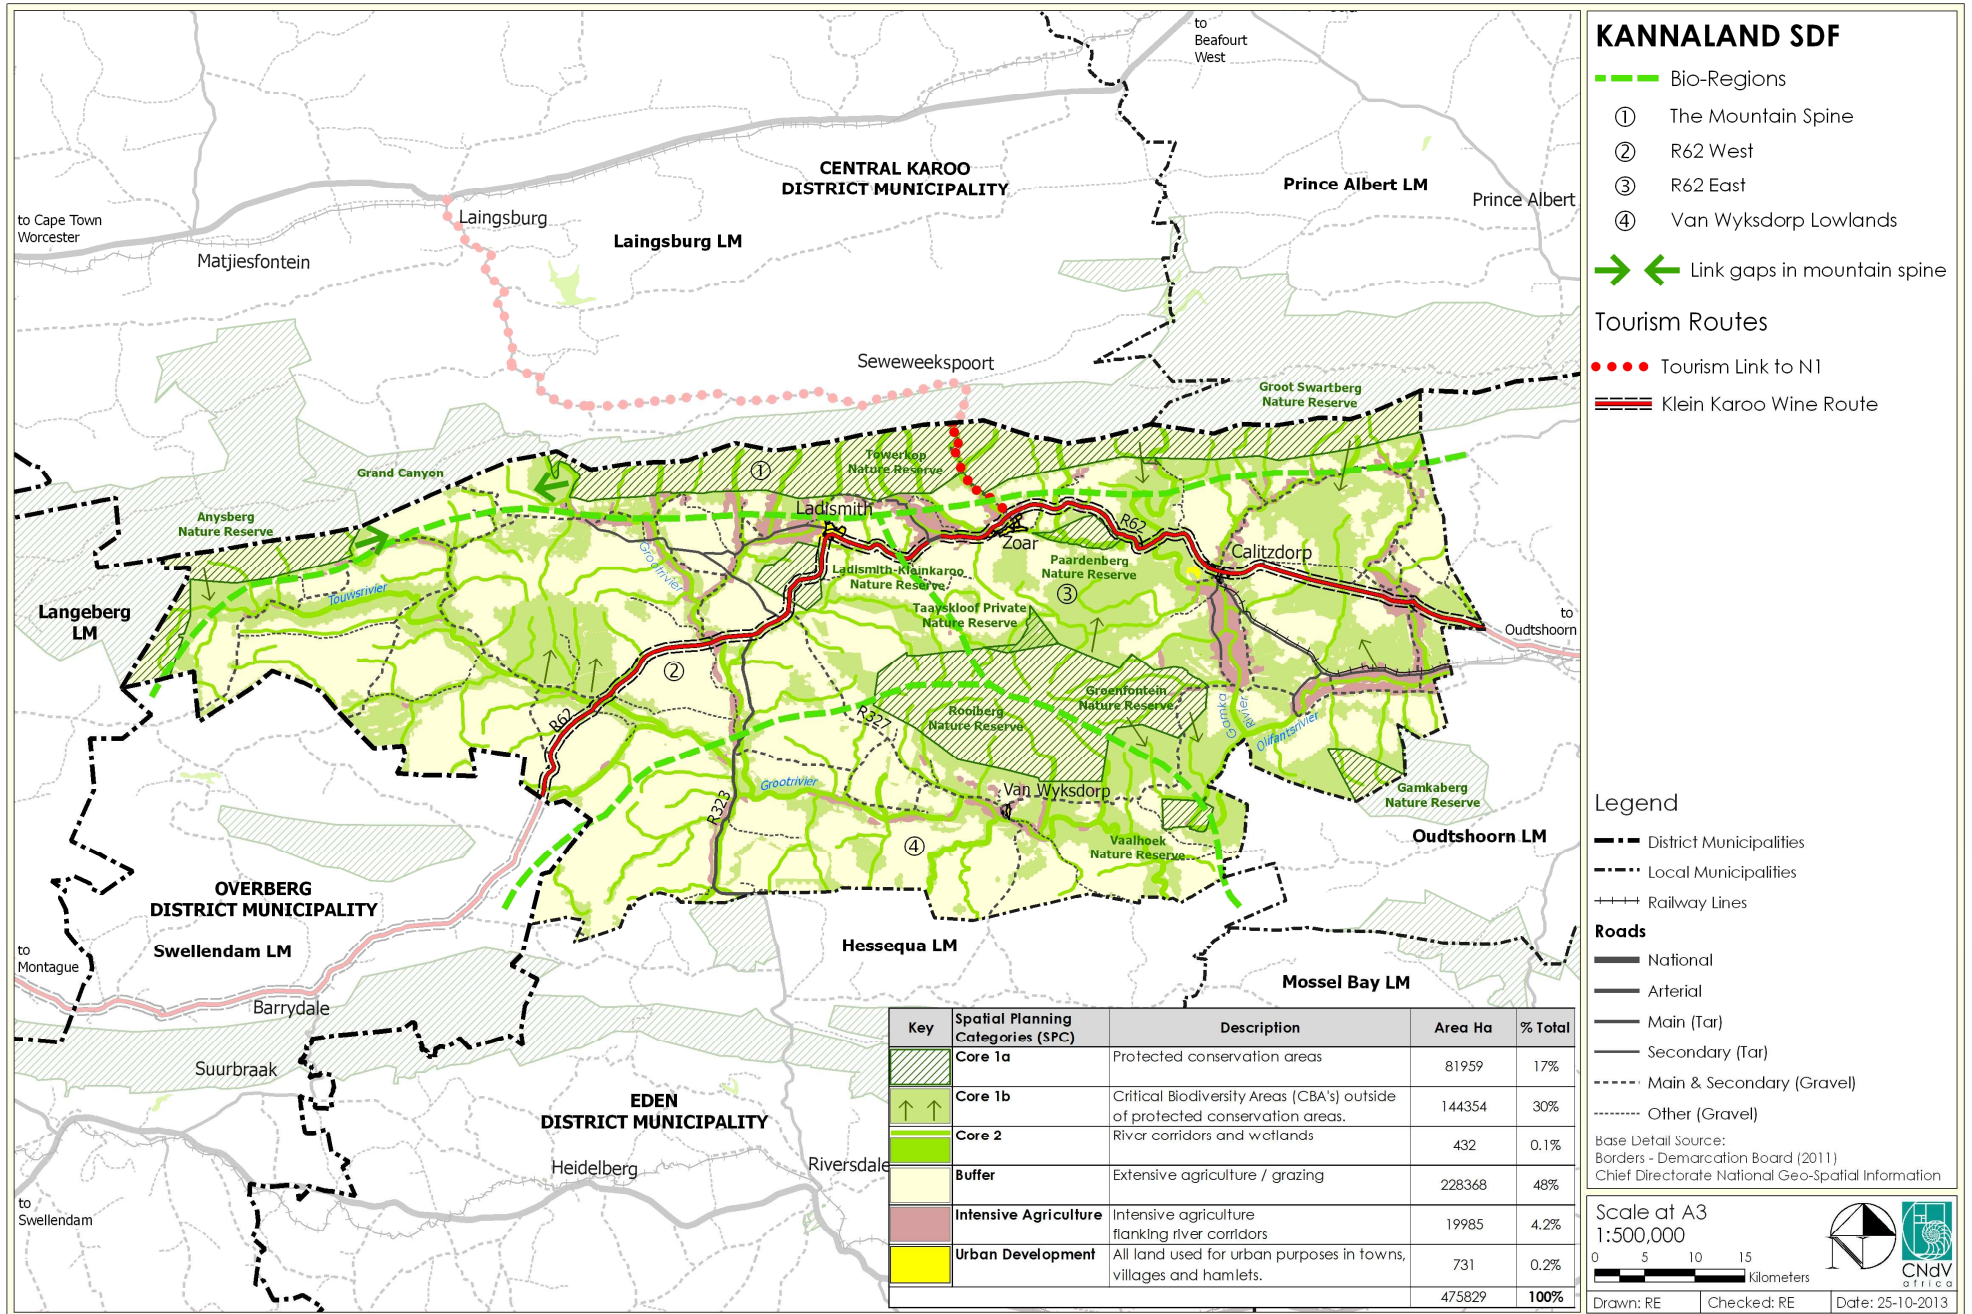 to
Beafourt
West
CENTRAL KAROO
DISTRICT MUNICIPALITY
Prince Albert LM
Prince Albert
to Cape Town
Worcester
Laingsburg
Laingsburg LM
Matjiesfontein
Seweweekspoort
Groot Swartberg
Nature Reserve
Grand Canyon
①
Towerkop
Nature Reserve
Anysberg
Nature Reserve
Ladismith
R62
Zoar
Calitzdorp
Grootrivier
Ladismith-Kleinkaroo
Nature Reserve
Paardenberg
Nature Reserve
Touwsrivier
③
Langeberg
LM
Taayskloof Private
Nature Reserve
to
Oudtshoorn
②
Groenfontein
Nature Reserve
Rooiberg
Nature Reserve
R62
R327
Gamka
Rivier
Olifantsrivier
Grootrivier
Van Wyksdorp
Gamkaberg
Nature Reserve
R323
④
Vaalhoek
Nature Reserve
Oudtshoorn LM
OVERBERG
DISTRICT MUNICIPALITY
Swellendam LM
to
Montague
Hessequa LM
Mossel Bay LM
Barrydale
Suurbraak
EDEN
DISTRICT MUNICIPALITY
Heidelberg
Riversdale
to
Swellendam
Key
Spatial Planning
Categories (SPC)
Description
Area Ha
% Total
Core 1a
Protected conservation areas
81959
17%
Core 1b
Critical Biodiversity Areas (CBA's) outside
of protected conservation areas.
144354
30%
Core 2
River corridors and wetlands
432
0.1%
Buffer
Extensive agriculture / grazing
228368
48%
Intensive Agriculture
Intensive agriculture
flanking river corridors
19985
4.2%
Urban Development
All land used for urban purposes in towns,
villages and hamlets.
731
0.2%
475829
100%
KANNALAND SDF
Bio-Regions
① The Mountain Spine
② R62 West
③ R62 East
④ Van Wyksdorp Lowlands
Link gaps in mountain spine
Tourism Routes
Tourism Link to N1
Klein Karoo Wine Route
Legend
District Municipalities
Local Municipalities
Railway Lines
Roads
National
Arterial
Main (Tar)
Secondary (Tar)
Main & Secondary (Gravel)
Other (Gravel)
Base Detail Source:
Borders - Demarcation Board (2011)
Chief Directorate National Geo-Spatial Information
Scale at A3
1:500,000
0 5 10 15
Kilometers
CNdV
africa
Drawn: RE
Checked: RE
Date: 25-10-2013